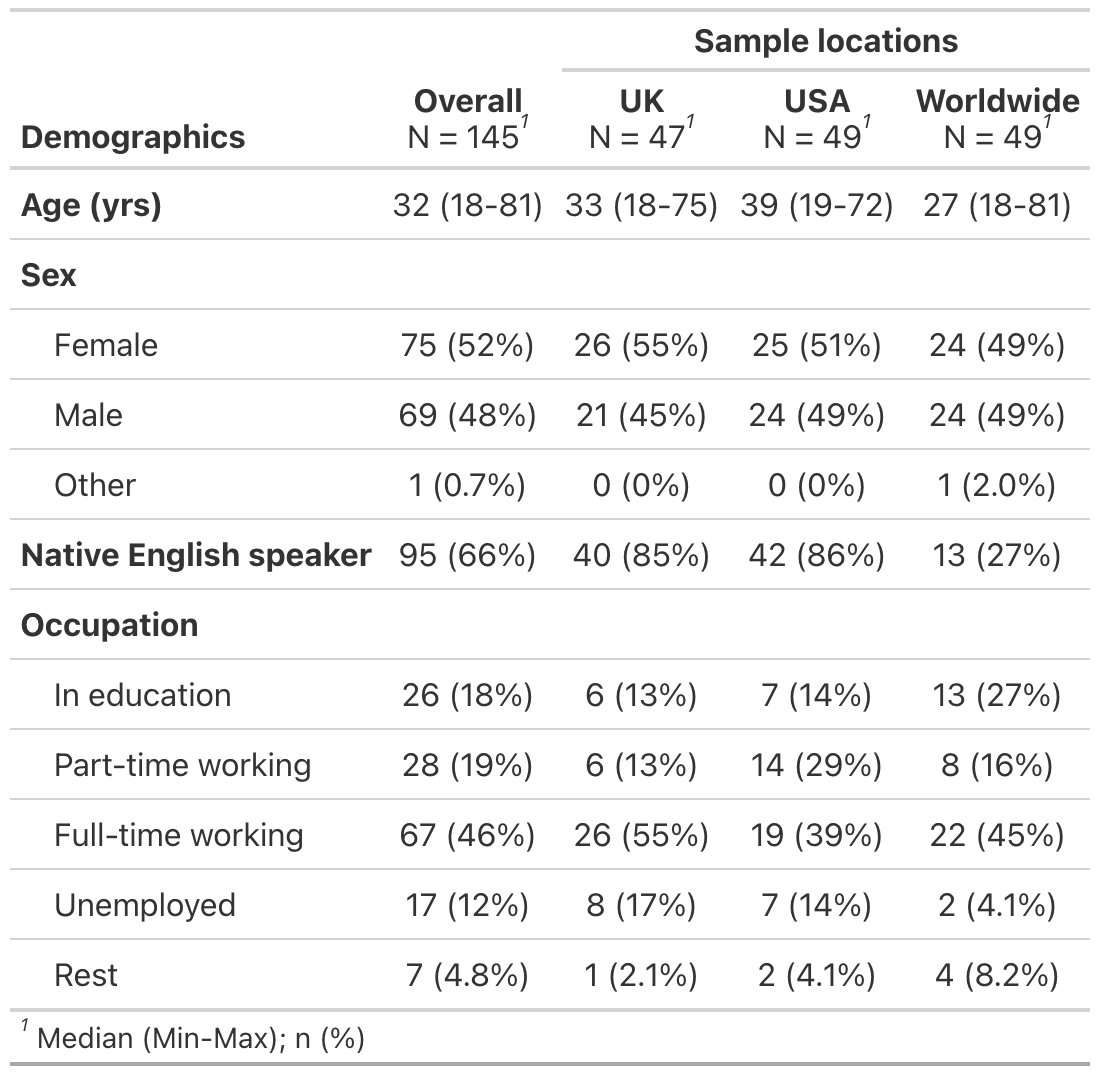 Sample locations
Overall UK USA Worldwide
Demographics N = 145¹ N = 47¹ N = 49¹ N = 49¹
Age (yrs) 32 (18-81) 33 (18-75) 39 (19-72) 27 (18-81)
Sex
Female 75 (52%) 26 (55%) 25 (51%) 24 (49%)
Male 69 (48%) 21 (45%) 24 (49%) 24 (49%)
Other 1 (0.7%) 0 (0%) 0 (0%) 1 (2.0%)
Native English speaker 95 (66%) 40 (85%) 42 (86%) 13 (27%)
Occupation
In education 26 (18%) 6 (13%) 7 (14%) 13 (27%)
Part-time working 28 (19%) 6 (13%) 14 (29%) 8 (16%)
Full-time working 67 (46%) 26 (55%) 19 (39%) 22 (45%)
Unemployed 17 (12%) 8 (17%) 7 (14%) 2 (4.1%)
Rest 7 (4.8%) 1 (2.1%) 2 (4.1%) 4 (8.2%)
¹ Median (Min-Max); n (%)